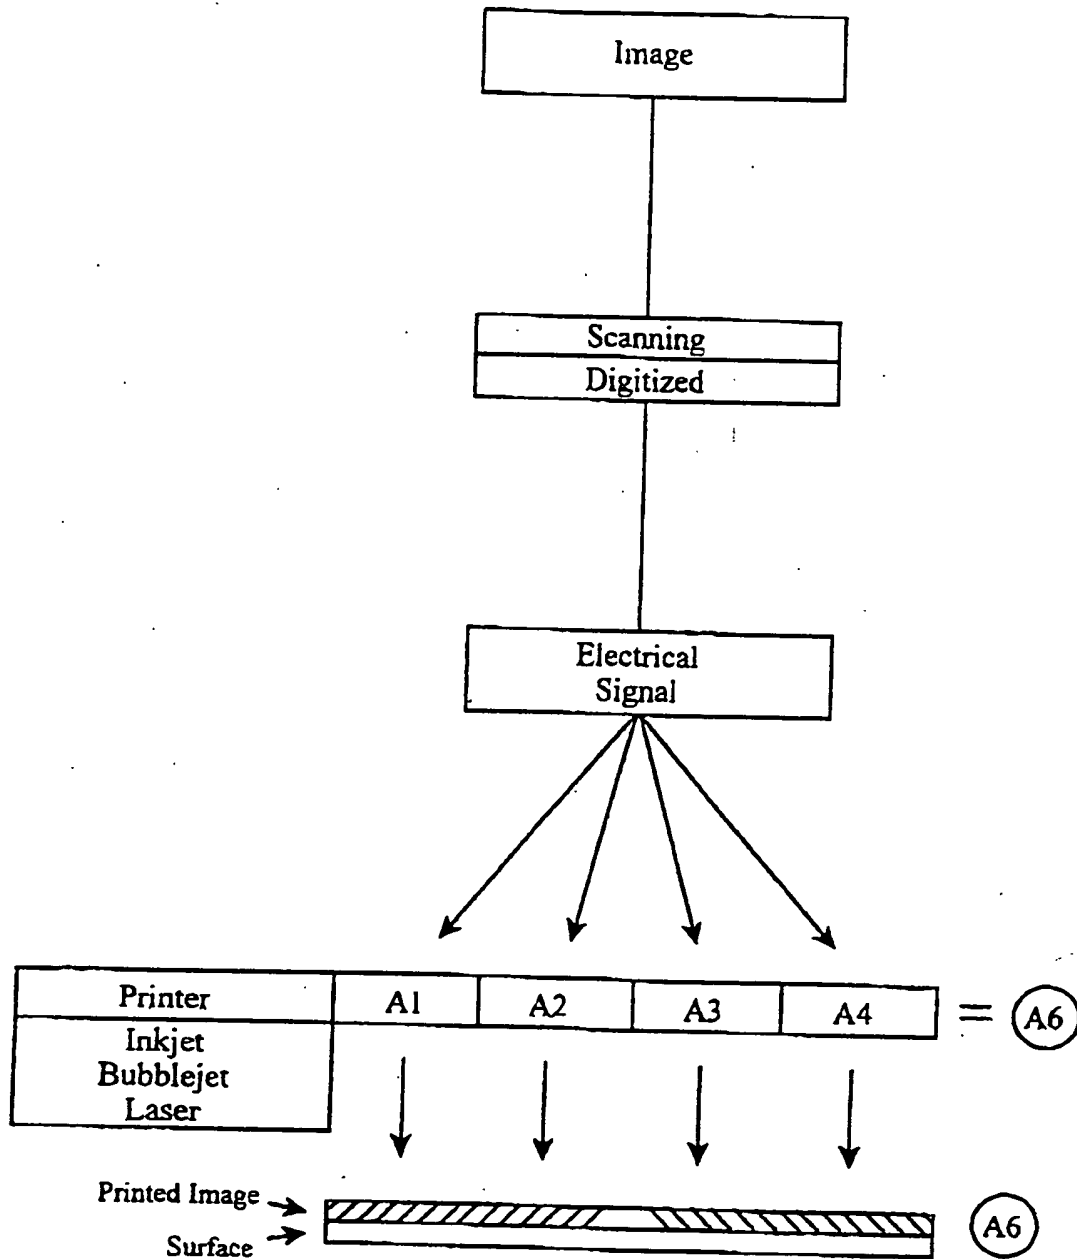 Image
Scanning
Digitized
Electrical
Signal
Printer A1 A2 A3 A4 = A6
Inkjet
Bubblejet
Laser
Printed Image
Surface
A6